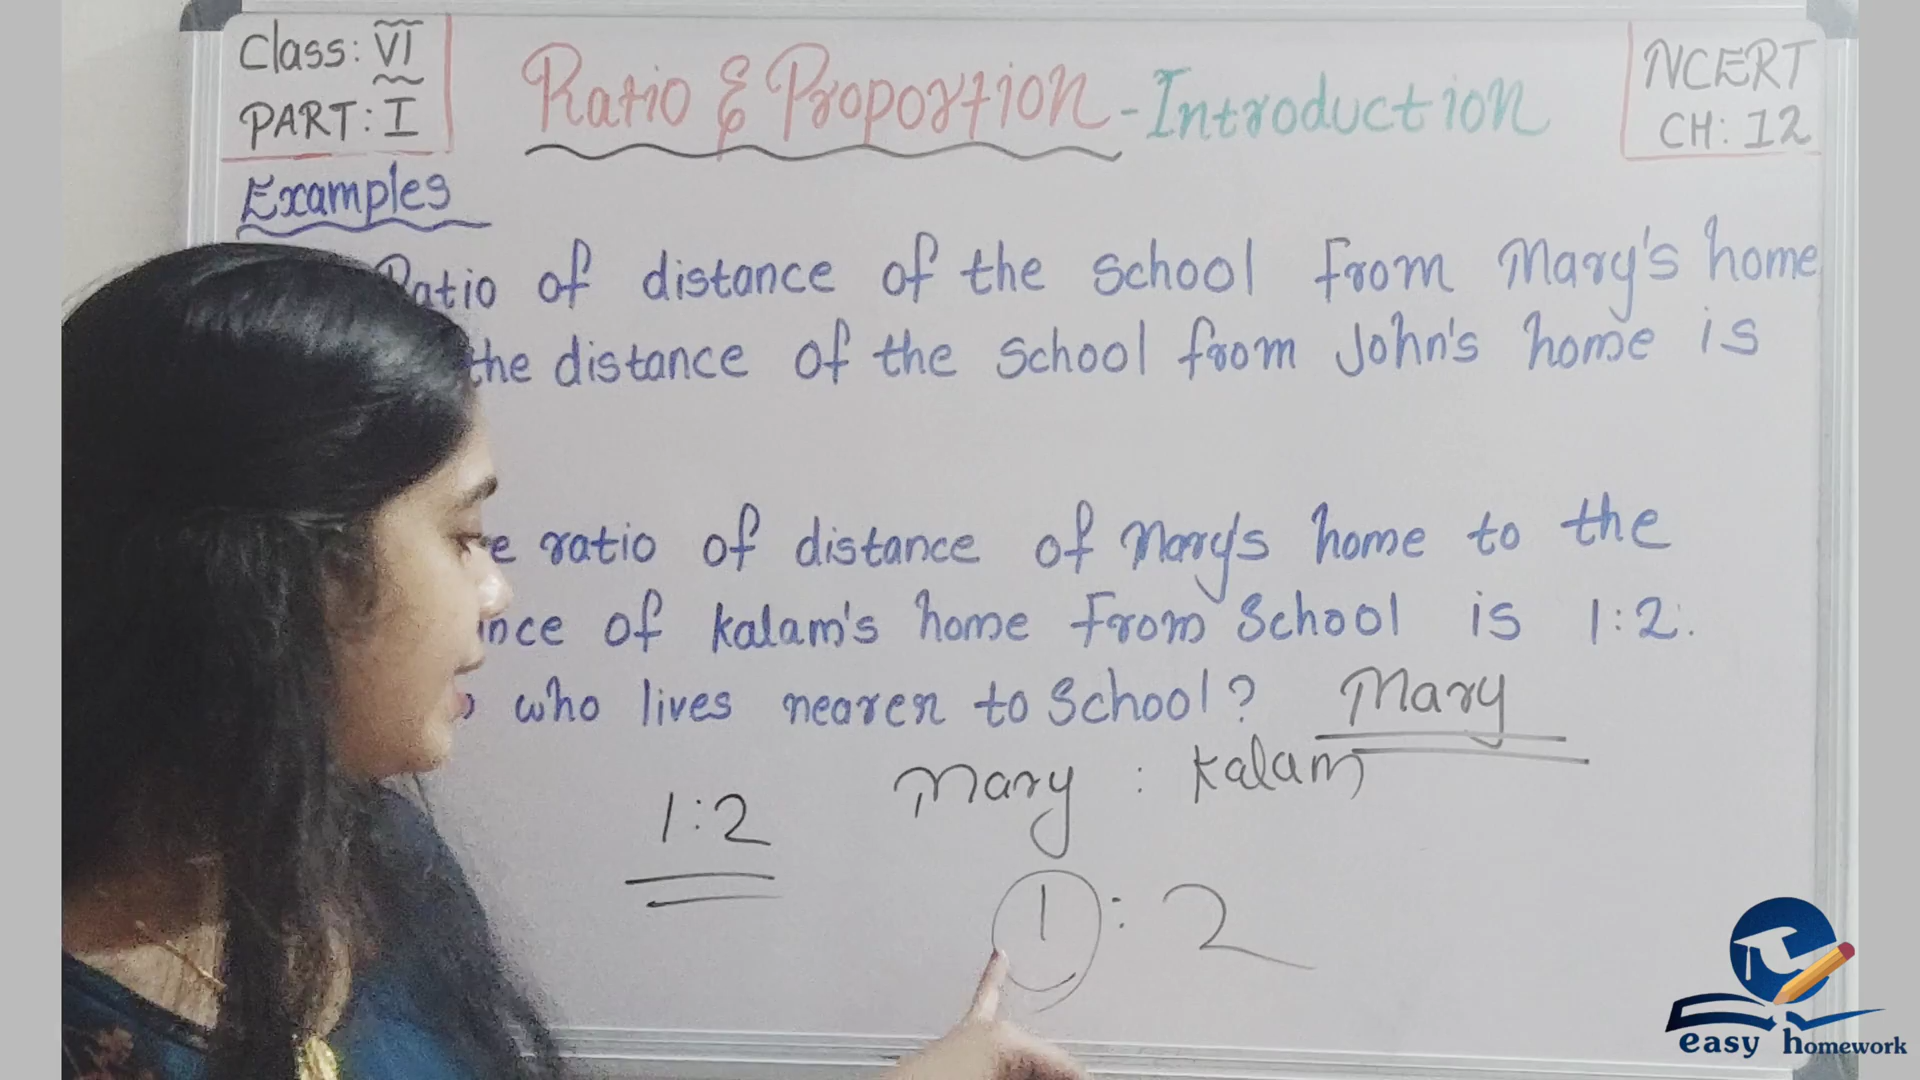 Class: VI
PART: I
Ratio & Proportion - Introduction
NCERT
CH: 12
Examples
Ratio of distance of the school from Mary's home
the distance of the school from John's home is
ratio of distance of Mary's home to the
of Kalam's home From School is 1:2.
who lives nearer to School? Mary
Mary : Kalam
1:2
1 : 2
easy homework